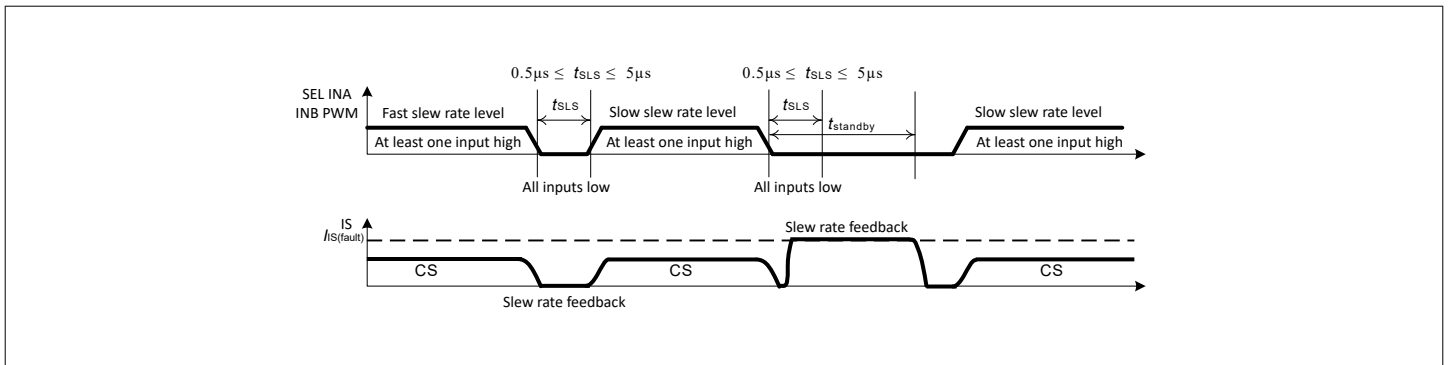 0.5µs ≤ tSLS ≤ 5µs
0.5µs ≤ tSLS ≤ 5µs
SEL INA
INB PWM
Fast slew rate level
tSLS
Slow slew rate level
tSLS
tstandby
Slow slew rate level
At least one input high
At least one input high
At least one input high
All inputs low
All inputs low
IS
IIS(fault)
Slew rate feedback
CS
CS
CS
Slew rate feedback